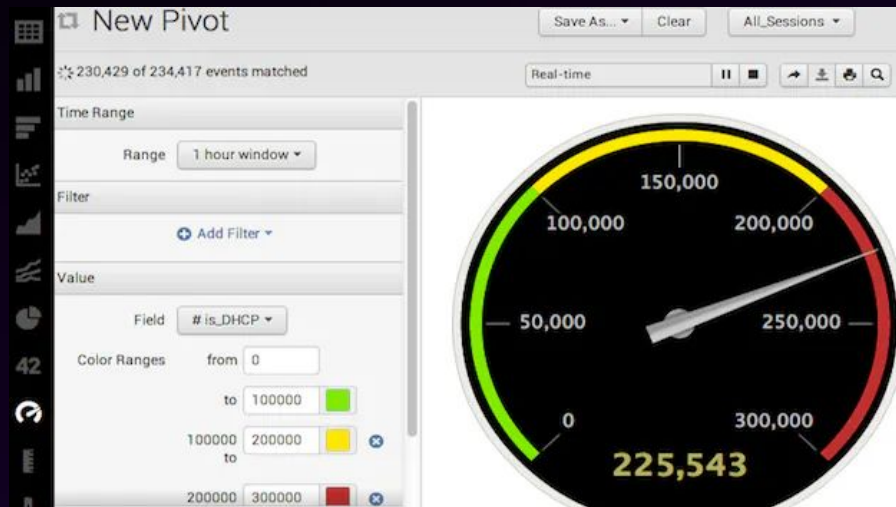 New Pivot
Save As...
Clear
All_Sessions
230,429 of 234,417 events matched
Real-time
Time Range
Range
1 hour window
Filter
Add Filter
Value
Field
# is_DHCP
Color Ranges
from
0
to
100000
100000
to
200000
200000
300000
42
150,000
100,000
200,000
50,000
250,000
0
300,000
225,543